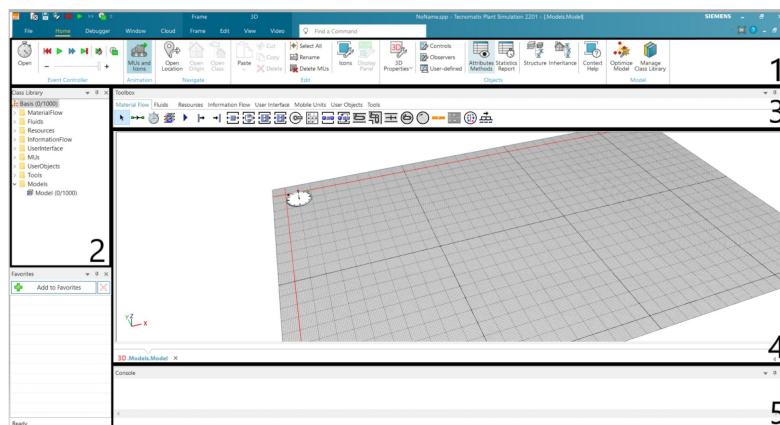 Frame 3D NoName.spp - Tecnomatix Plant Simulation 2201 - [.Models.Model] SIEMENS
File Home Debugger Window Cloud Frame Edit View Video Find a Command
Open Event Controller
MUs and Icons Animation
Open Location Open Origin Open Class Navigate
Paste Cut Copy Delete Select All Rename Delete MUs Edit
Icons Display Panel
3D Properties Controls Observers User-defined Attributes Methods Statistics Report Structure Inheritance Context Help Objects
Optimize Model Manage Class Library Model
1
Class Library
Basis (0/1000)
MaterialFlow
Fluids
Resources
InformationFlow
UserInterface
MUs
UserObjects
Tools
Models
Model (0/1000)
2
Toolbox
Material Flow Fluids Resources Information Flow User Interface Mobile Units User Objects Tools
3
Favorites
Add to Favorites
Y Z X
3D .Models.Model
4
Console
5
Ready